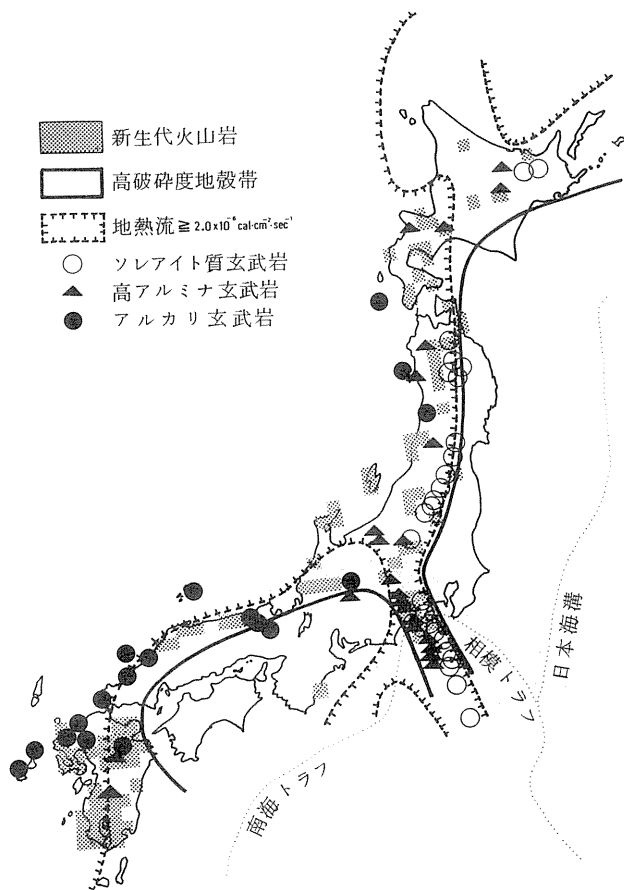 新生代火山岩
高破砕度地殻帯
地熱流 ≧ 2.0x10⁻⁶ cal·cm⁻²·sec⁻¹
ソレアイト質玄武岩
高アルミナ玄武岩
アルカリ玄武岩
日本海溝
相模トラフ
南海トラフ